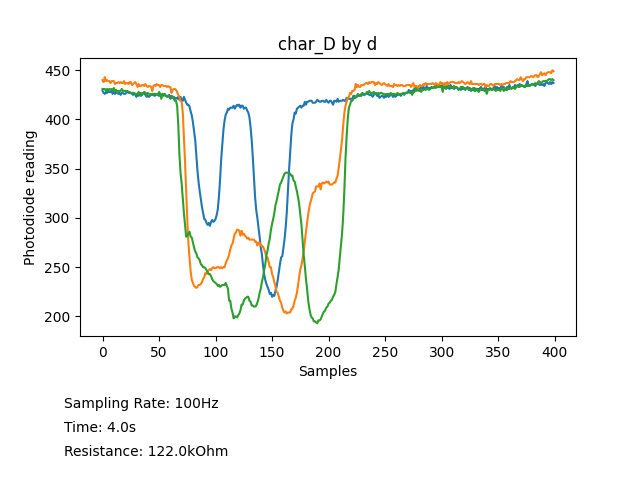 char_D by d
450
400
350
300
250
200
Photodiode reading
0 50 100 150 200 250 300 350 400
Samples
Sampling Rate: 100Hz
Time: 4.0s
Resistance: 122.0kOhm